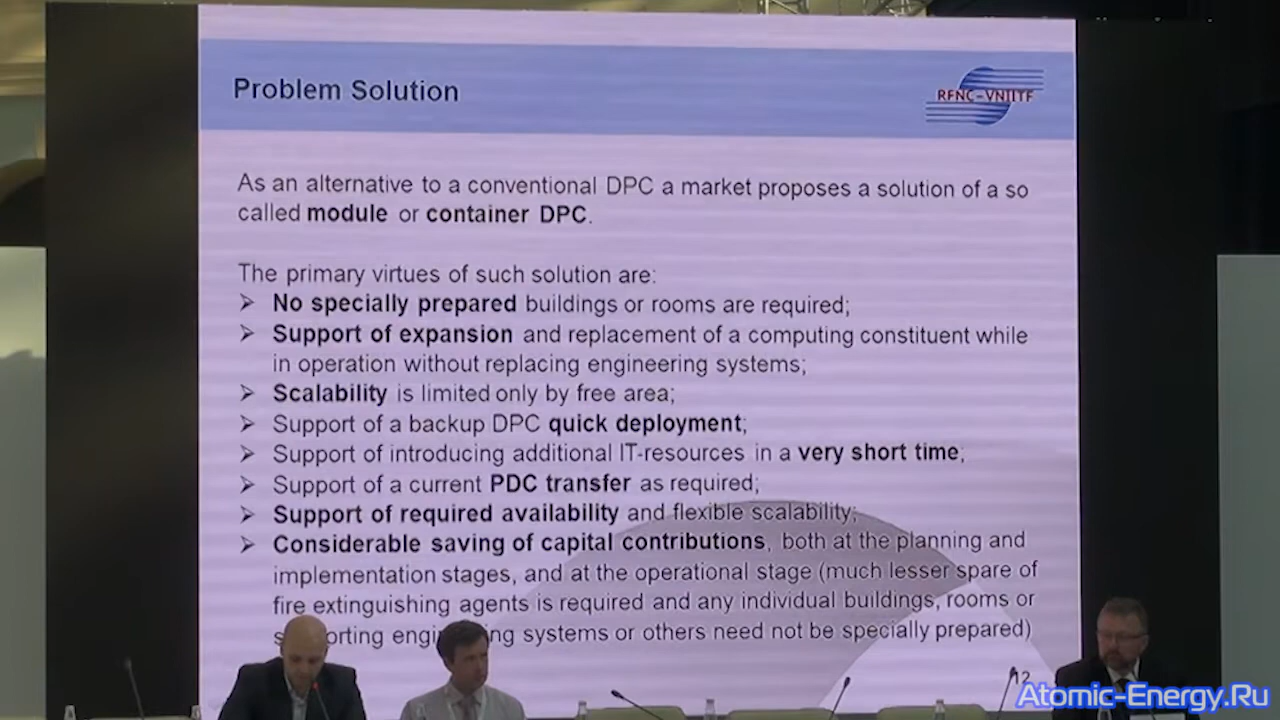 Problem Solution
RFNC-VNIITF
As an alternative to a conventional DPC a market proposes a solution of a so
called module or container DPC.
The primary virtues of such solution are:
No specially prepared buildings or rooms are required;
Support of expansion and replacement of a computing constituent while
in operation without replacing engineering systems;
Scalability is limited only by free area;
Support of a backup DPC quick deployment;
Support of introducing additional IT-resources in a very short time;
Support of a current PDC transfer as required;
Support of required availability and flexible scalability;
Considerable saving of capital contributions, both at the planning and
implementation stages, and at the operational stage (much lesser spare of
fire extinguishing agents is required and any individual buildings, rooms or
systems or others need not be specially prepared)
12
Atomic-Energy.Ru